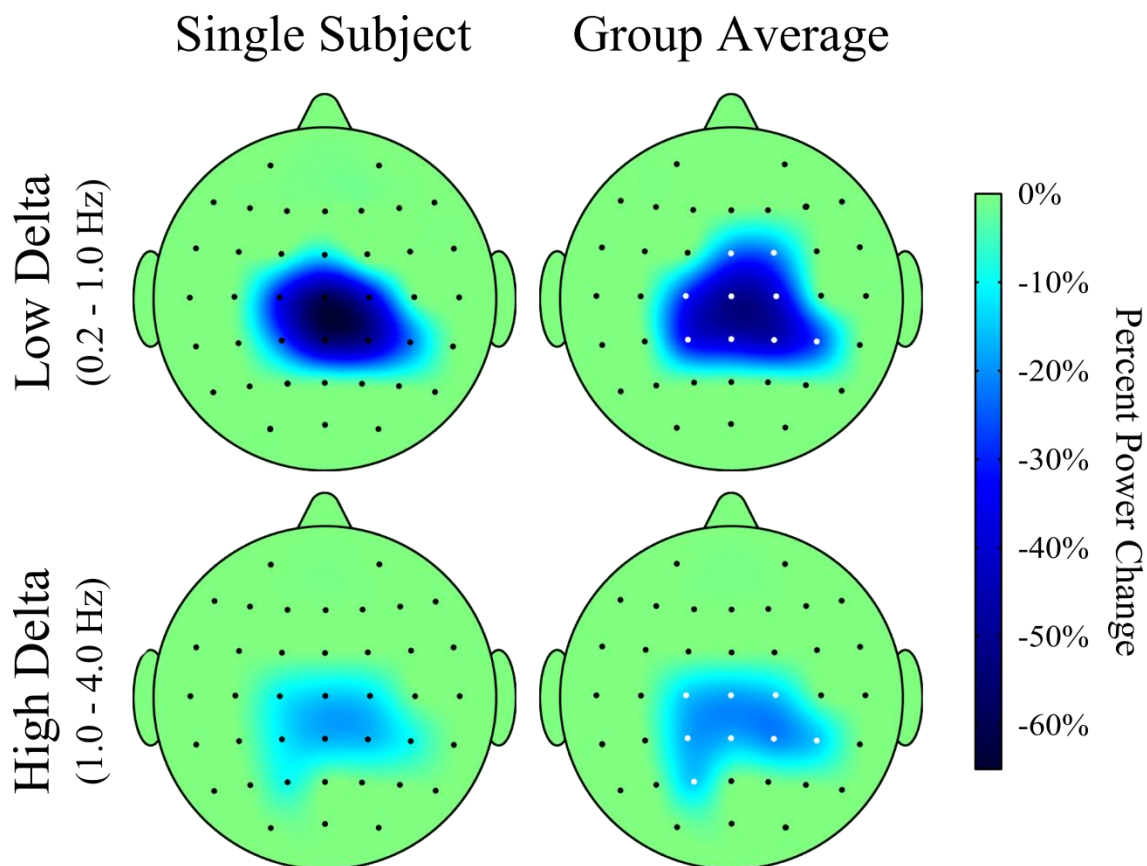 Single Subject
Group Average
Low Delta
(0.2 - 1.0 Hz)
High Delta
(1.0 - 4.0 Hz)
0%
-10%
-20%
-30%
-40%
-50%
-60%
Percent Power Change